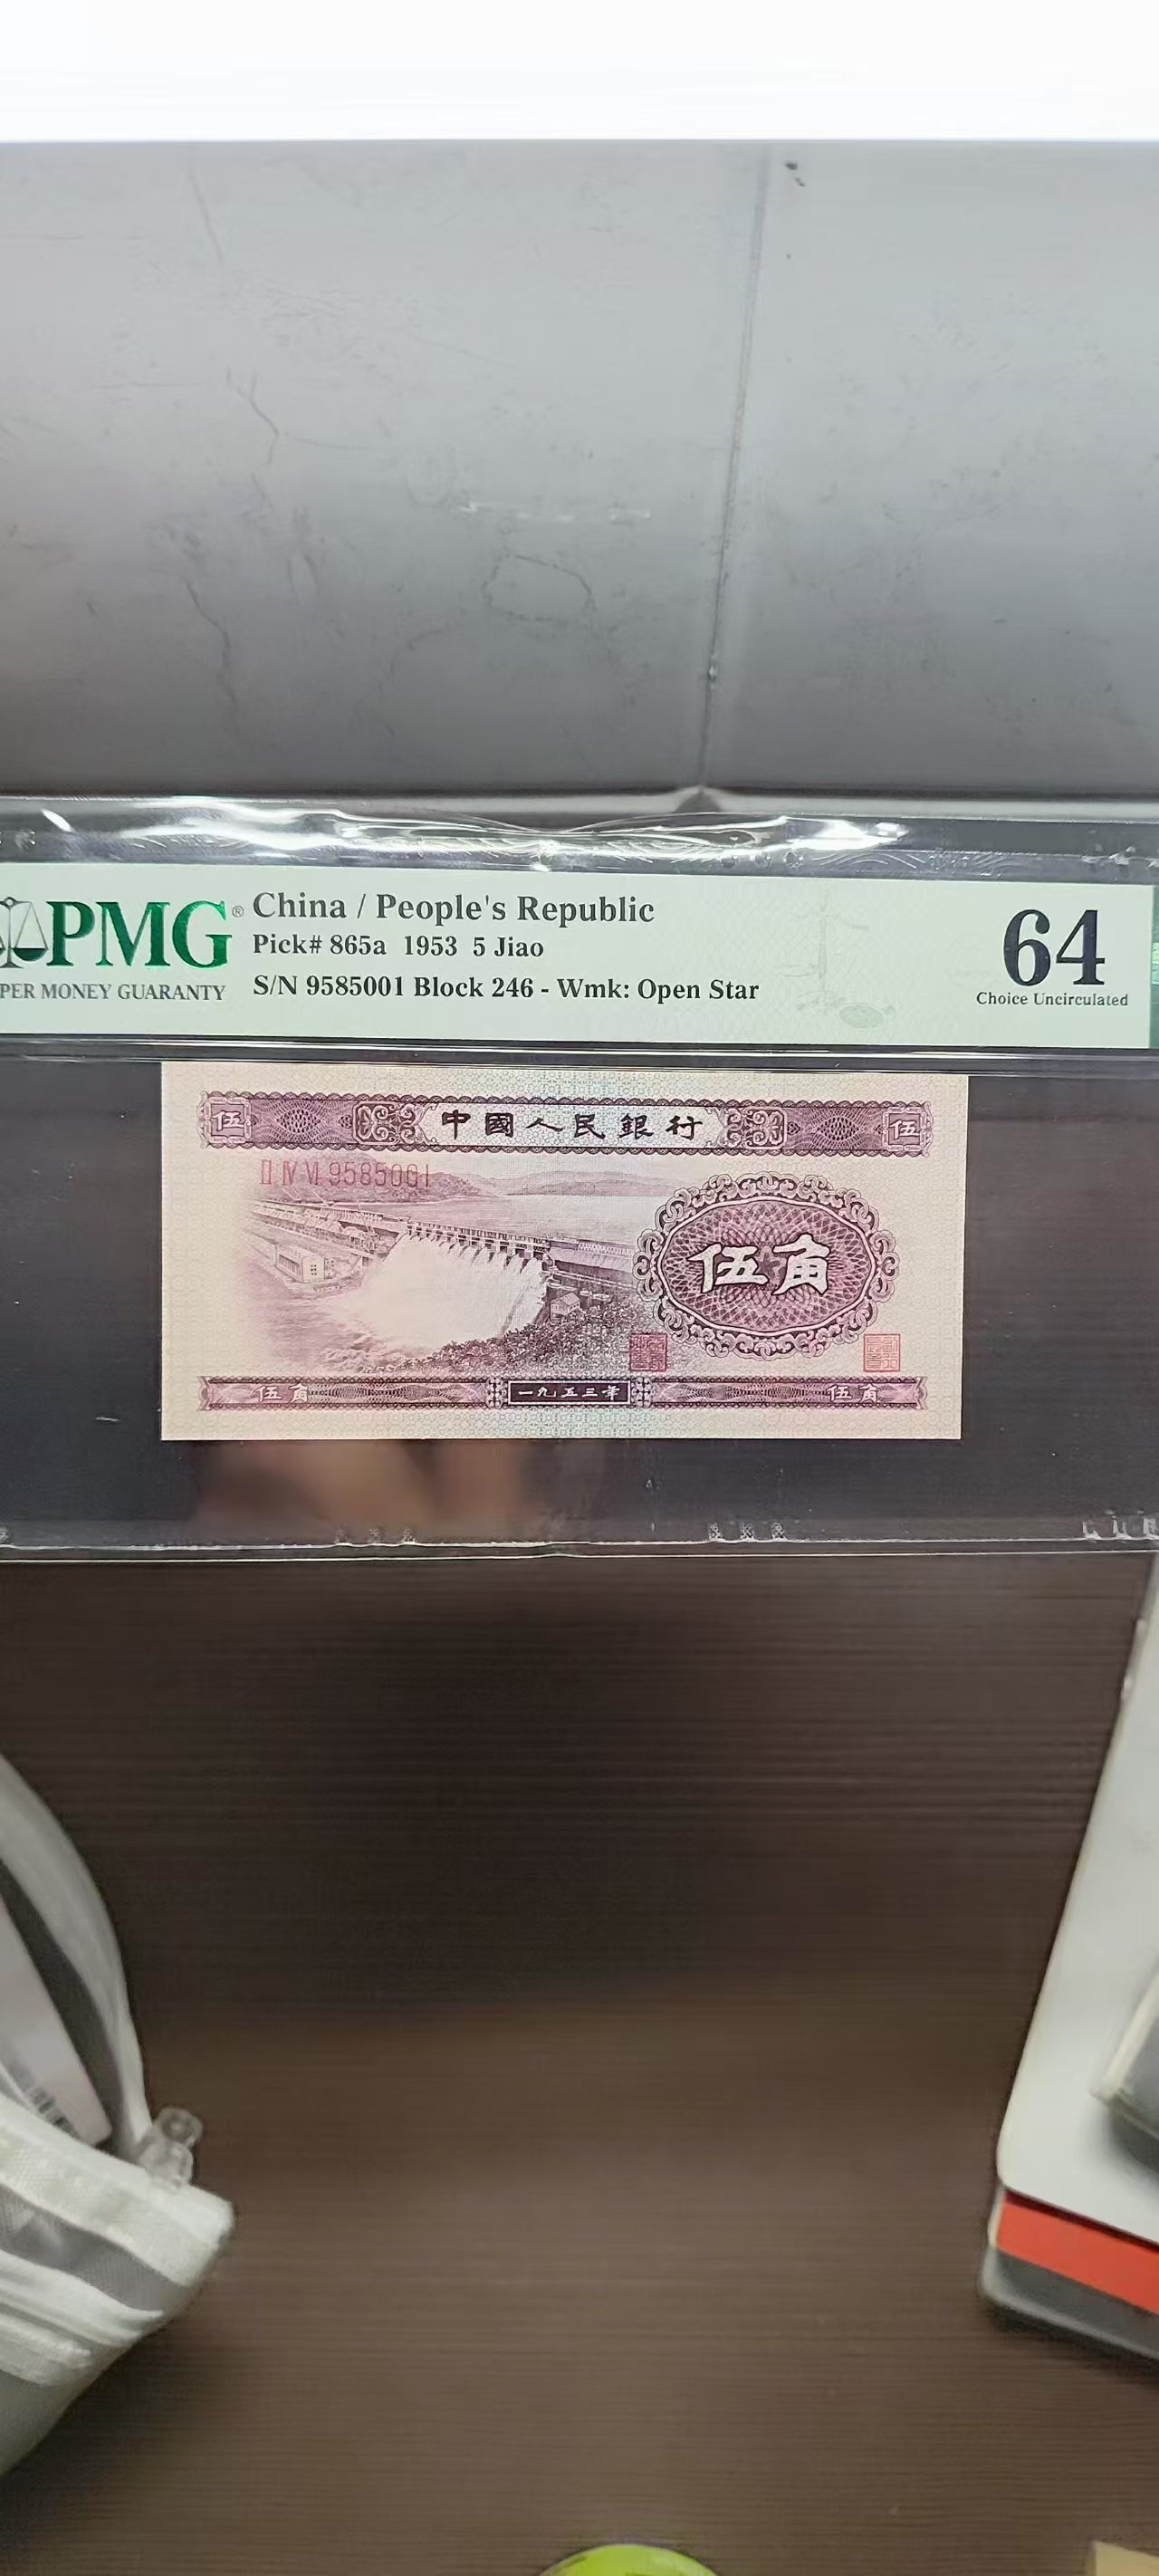 PMG® China / People's Republic 64
Pick# 865a 1953 5 Jiao
PER MONEY GUARANTY S/N 9585001 Block 246 - Wmk: Open Star Choice Uncirculated
伍 中國人民銀行 伍
II IV VI 9585001
伍角
伍角 一九五三年 伍角